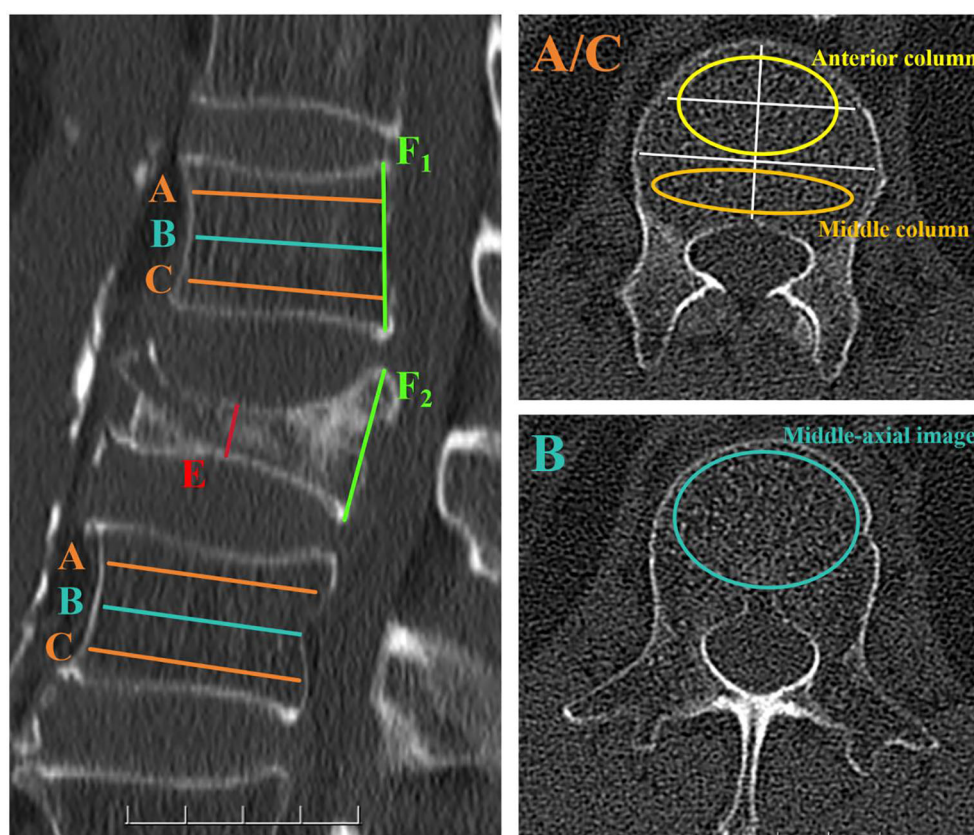 F1
A
B
C
F2
E
A
B
C
A/C
Anterior column
Middle column
B
Middle-axial image